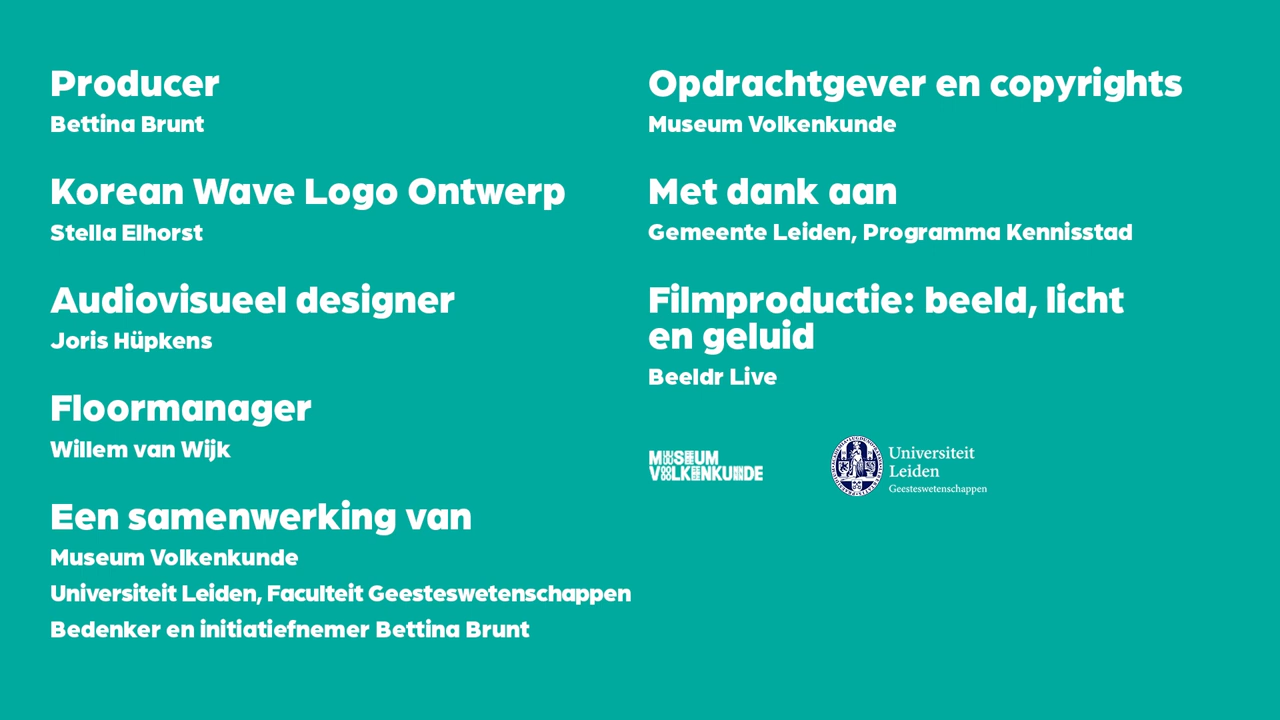 Producer
Bettina Brunt
Korean Wave Logo Ontwerp
Stella Elhorst
Audiovisueel designer
Joris Hüpkens
Floormanager
Willem van Wijk
Een samenwerking van
Museum Volkenkunde
Universiteit Leiden, Faculteit Geesteswetenschappen
Bedenker en initiatiefnemer Bettina Brunt
Opdrachtgever en copyrights
Museum Volkenkunde
Met dank aan
Gemeente Leiden, Programma Kennisstad
Filmproductie: beeld, licht
en geluid
Beeldr Live
MUSEUM
VOLKENKUNDE
Universiteit
Leiden
Geesteswetenschappen